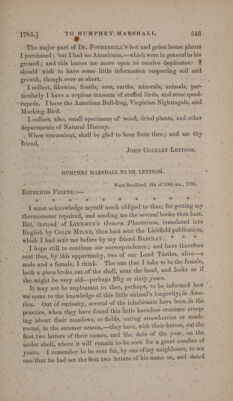 1785.] TO HUMPHRY MARSHALL. 543
The major part of Dr. Fothergill's hot and green house plants
I purchased; but I had no Americans,—which were in general in his
ground; and this leaves me more open to receive duplicates. I
should wish to have some little information respecting soil and
growth, though ever so short.
I collect, likewise, fossils, ores, earths, minerals, animals, par-
ticularly I have a copious museum of stuffed birds, and some quad-
rupeds. I have the American Bull-frog, Virginian Nightingale, and
Mocking Bird.
I collect, also, small specimens of wood, dried plants, and other
departments of Natural History.
When convenient, shall be glad to hear from thee; and am thy
friend,
John Coakley Lettsom.
HUMPHRY MARSHALL TO DR. LETTSOM.
West Bradford, 4th of 10th mo., 1785.
Esteemed Friend:—
* * * * * * * *
I must acknowledge myself much obliged to thee, for getting my
thermometer repaired, and sending me the several books thou hast.
But, instead of Linnæus's Genera Plantarum, translated into
English by Colin Milne, thou hast sent the Lichfield publication,
which I had sent me before by my friend Barclay. * * *
I hope still to continue our correspondence; and have therefore
sent thee, by this opportunity, two of our Land Turtles, alive—a
male and a female, I think. The one that I take to be the female,
hath a piece broke out of the shell, near the head, and looks as if
she might be very old—perhaps fifty or sixty years.
It may not be unpleasant to thee, perhaps, to be informed how
we come to the knowledge of this little animal's longevity, in Ame-
rica. Out of curiosity, several of the inhabitants have been in the
practice, when they have found this little harmless creature creep-
ing about their meadows, or fields, eating strawberries or mush-
rooms, in the summer season,—they have, with their knives, cut the
first two letters of their names, and the date of the year, on the
under shell, where it will remain to be seen for a great number of
years. I remember to be sent for, by one of my neighbours, to see
one that he had set the first two letters of his name on, and dated